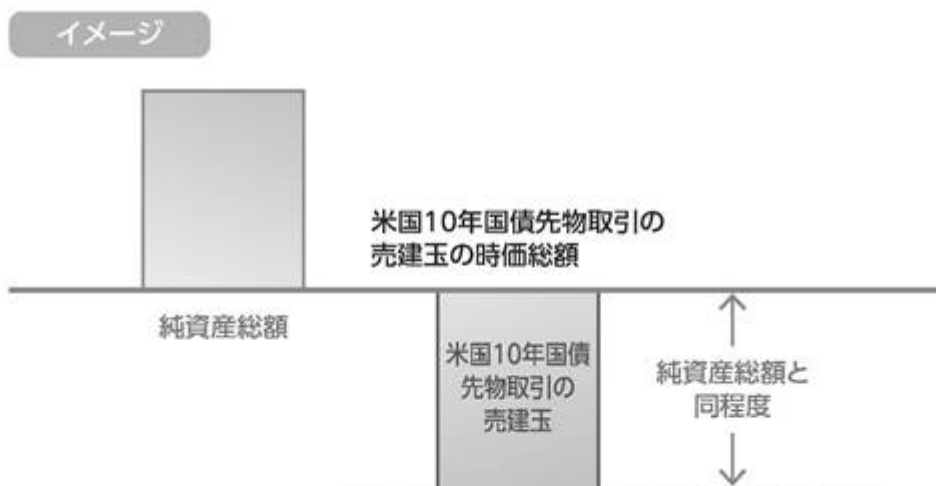 イメージ
米国10年国債先物取引の
売建玉の時価総額
純資産総額
米国10年国債
先物取引の
売建玉
純資産総額と
同程度